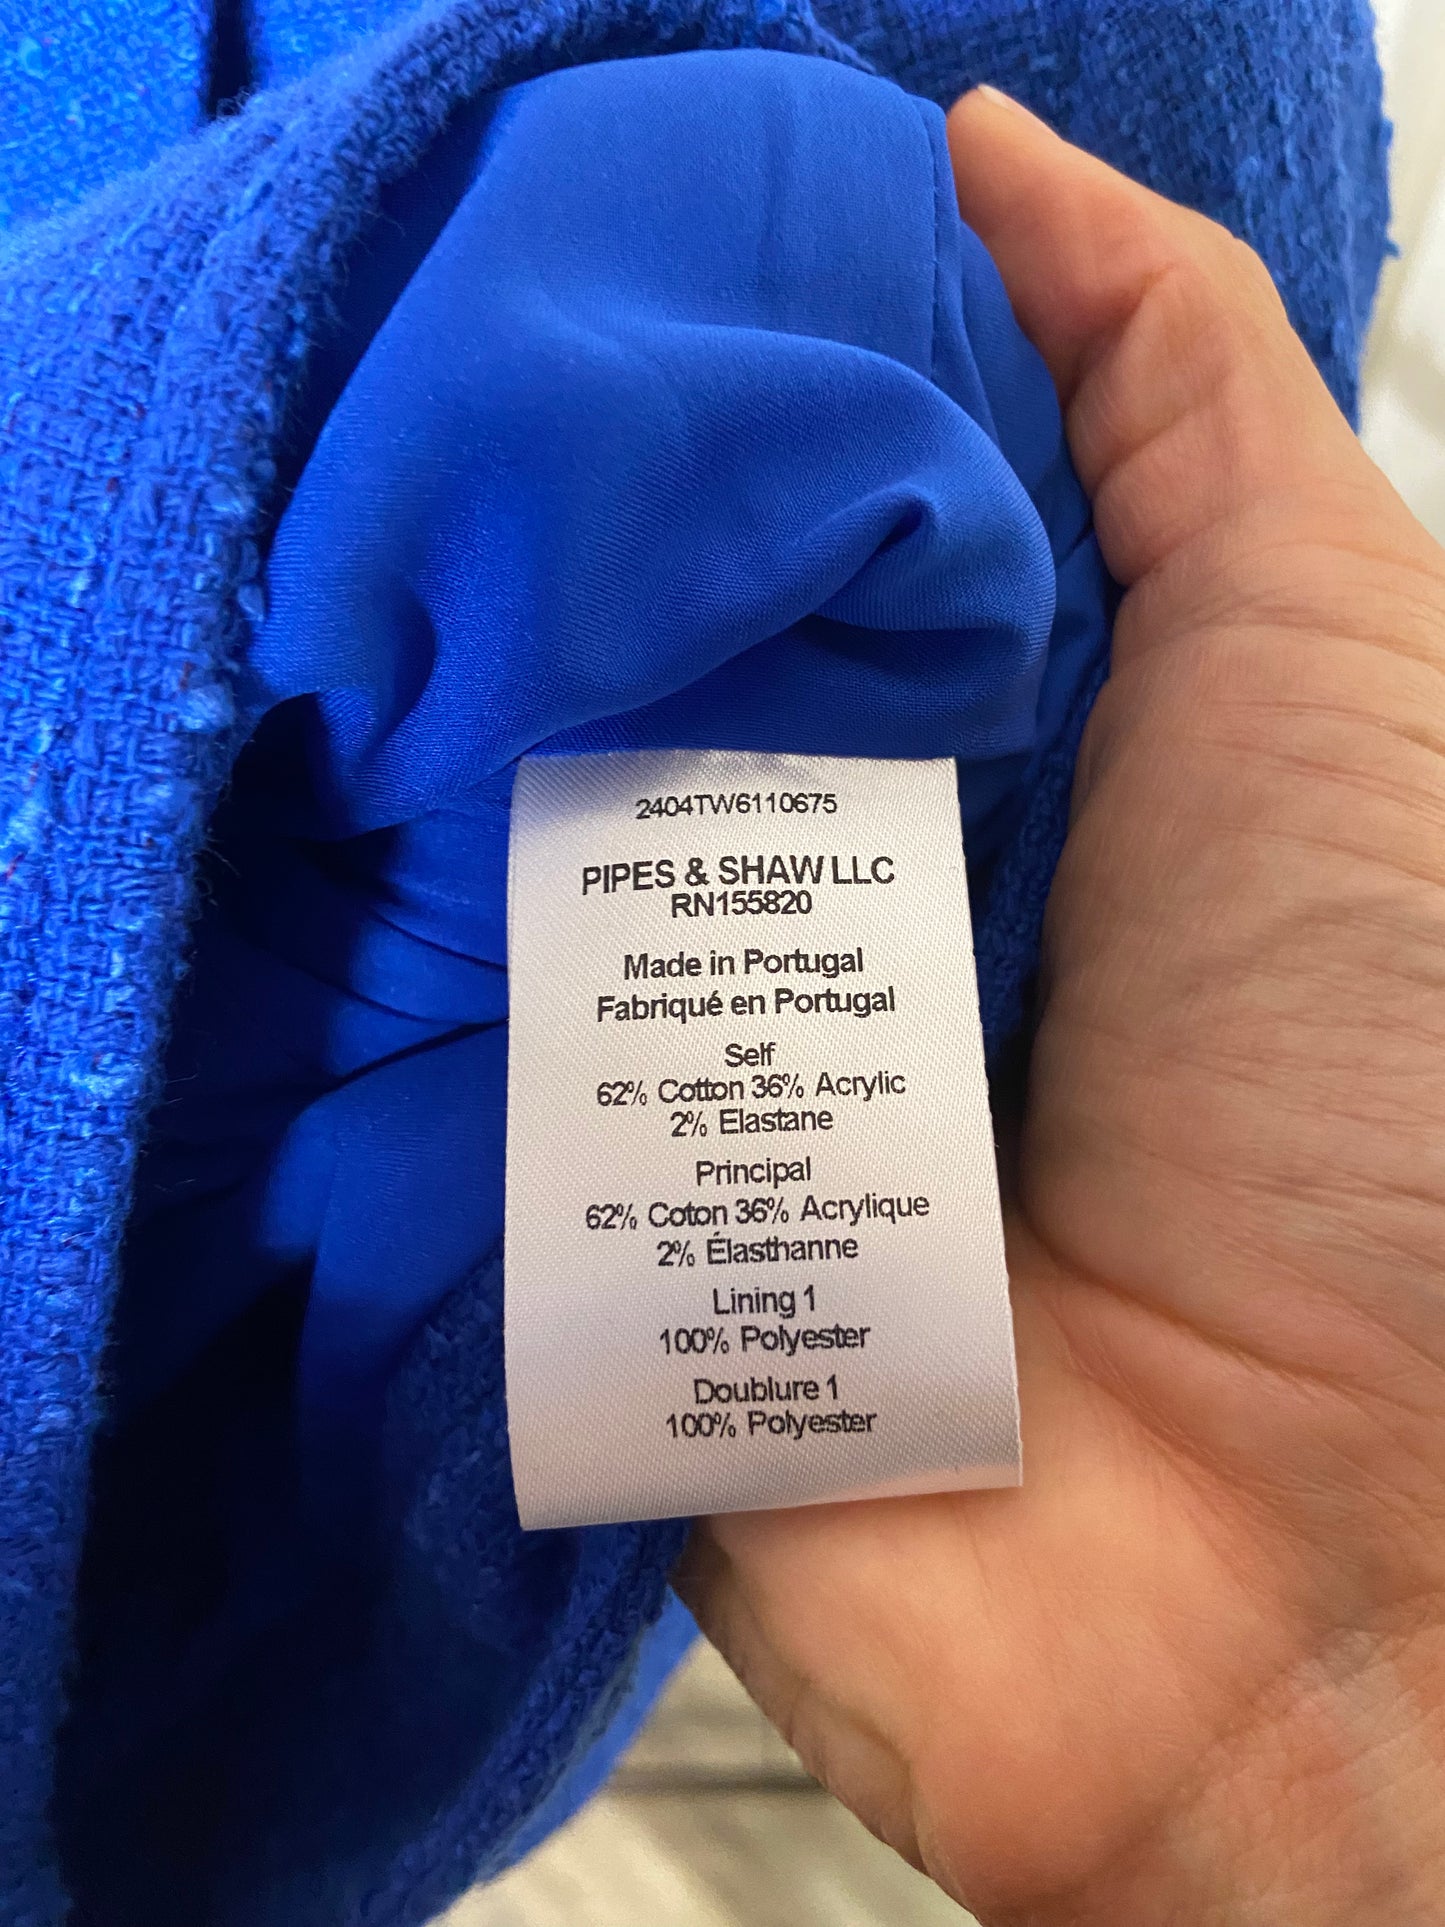 2404TW6110675
PIPES & SHAW LLC
RN155820
Made in Portugal
Fabriqué en Portugal
Self
62% Cotton 36% Acrylic
2% Elastane
Principal
62% Coton 36% Acrylique
2% Élasthanne
Lining 1
100% Polyester
Doublure 1
100% Polyester